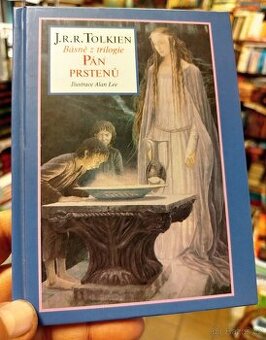 J.R.R.TOLKIEN
Básně z trilogie
PÁN
PRSTENŮ
Ilustrace Alan Lee